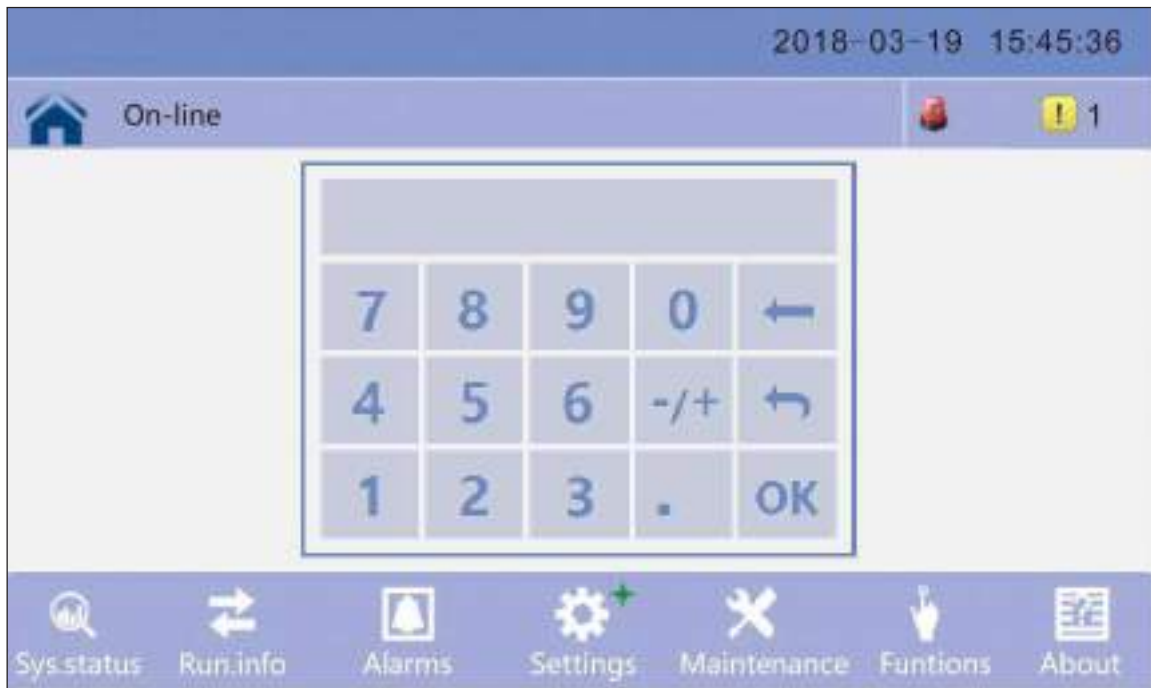 2018-03-19 15:45:36
On-line 1
7 8 9 0
4 5 6 -/+
1 2 3 . OK
Sys.status Run.info Alarms Settings Maintenance Funtions About